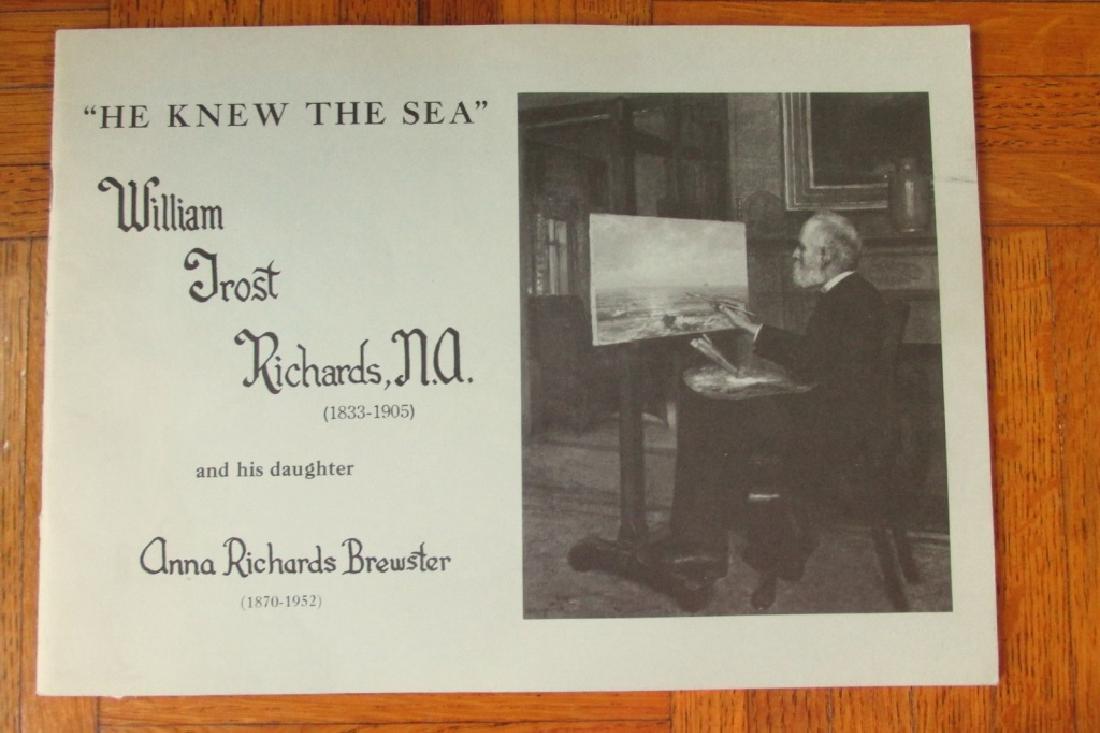 "HE KNEW THE SEA"
William
Trost
Richards, N.A.
(1833-1905)
and his daughter
Anna Richards Brewster
(1870-1952)